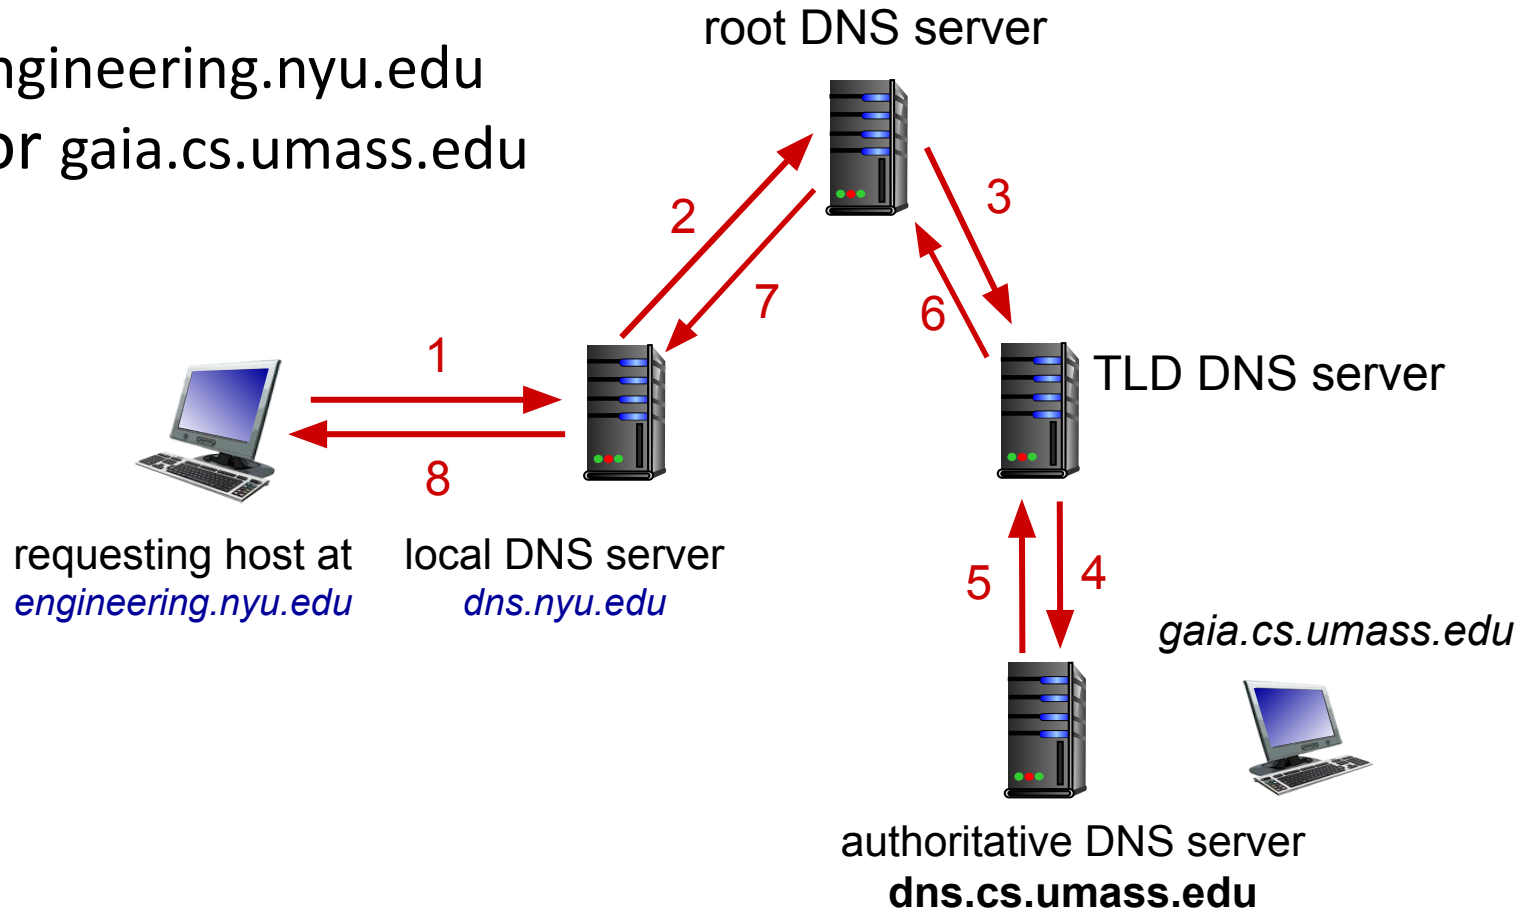 root DNS server
ngineering.nyu.edu
or gaia.cs.umass.edu
2
3
7
6
1
TLD DNS server
8
requesting host at
engineering.nyu.edu
local DNS server
dns.nyu.edu
5
4
gaia.cs.umass.edu
authoritative DNS server
dns.cs.umass.edu